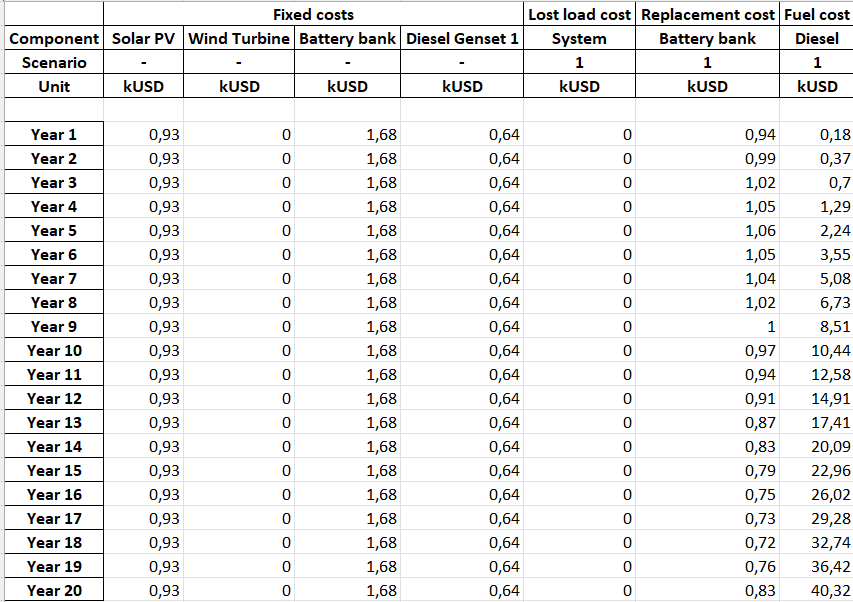 Fixed costs Lost load cost Replacement cost Fuel cost
Component Solar PV Wind Turbine Battery bank Diesel Genset 1 System Battery bank Diesel
Scenario - - - - 1 1 1
Unit kUSD kUSD kUSD kUSD kUSD kUSD kUSD
Year 1 0,93 0 1,68 0,64 0 0,94 0,18
Year 2 0,93 0 1,68 0,64 0 0,99 0,37
Year 3 0,93 0 1,68 0,64 0 1,02 0,7
Year 4 0,93 0 1,68 0,64 0 1,05 1,29
Year 5 0,93 0 1,68 0,64 0 1,06 2,24
Year 6 0,93 0 1,68 0,64 0 1,05 3,55
Year 7 0,93 0 1,68 0,64 0 1,04 5,08
Year 8 0,93 0 1,68 0,64 0 1,02 6,73
Year 9 0,93 0 1,68 0,64 0 1 8,51
Year 10 0,93 0 1,68 0,64 0 0,97 10,44
Year 11 0,93 0 1,68 0,64 0 0,94 12,58
Year 12 0,93 0 1,68 0,64 0 0,91 14,91
Year 13 0,93 0 1,68 0,64 0 0,87 17,41
Year 14 0,93 0 1,68 0,64 0 0,83 20,09
Year 15 0,93 0 1,68 0,64 0 0,79 22,96
Year 16 0,93 0 1,68 0,64 0 0,75 26,02
Year 17 0,93 0 1,68 0,64 0 0,73 29,28
Year 18 0,93 0 1,68 0,64 0 0,72 32,74
Year 19 0,93 0 1,68 0,64 0 0,76 36,42
Year 20 0,93 0 1,68 0,64 0 0,83 40,32